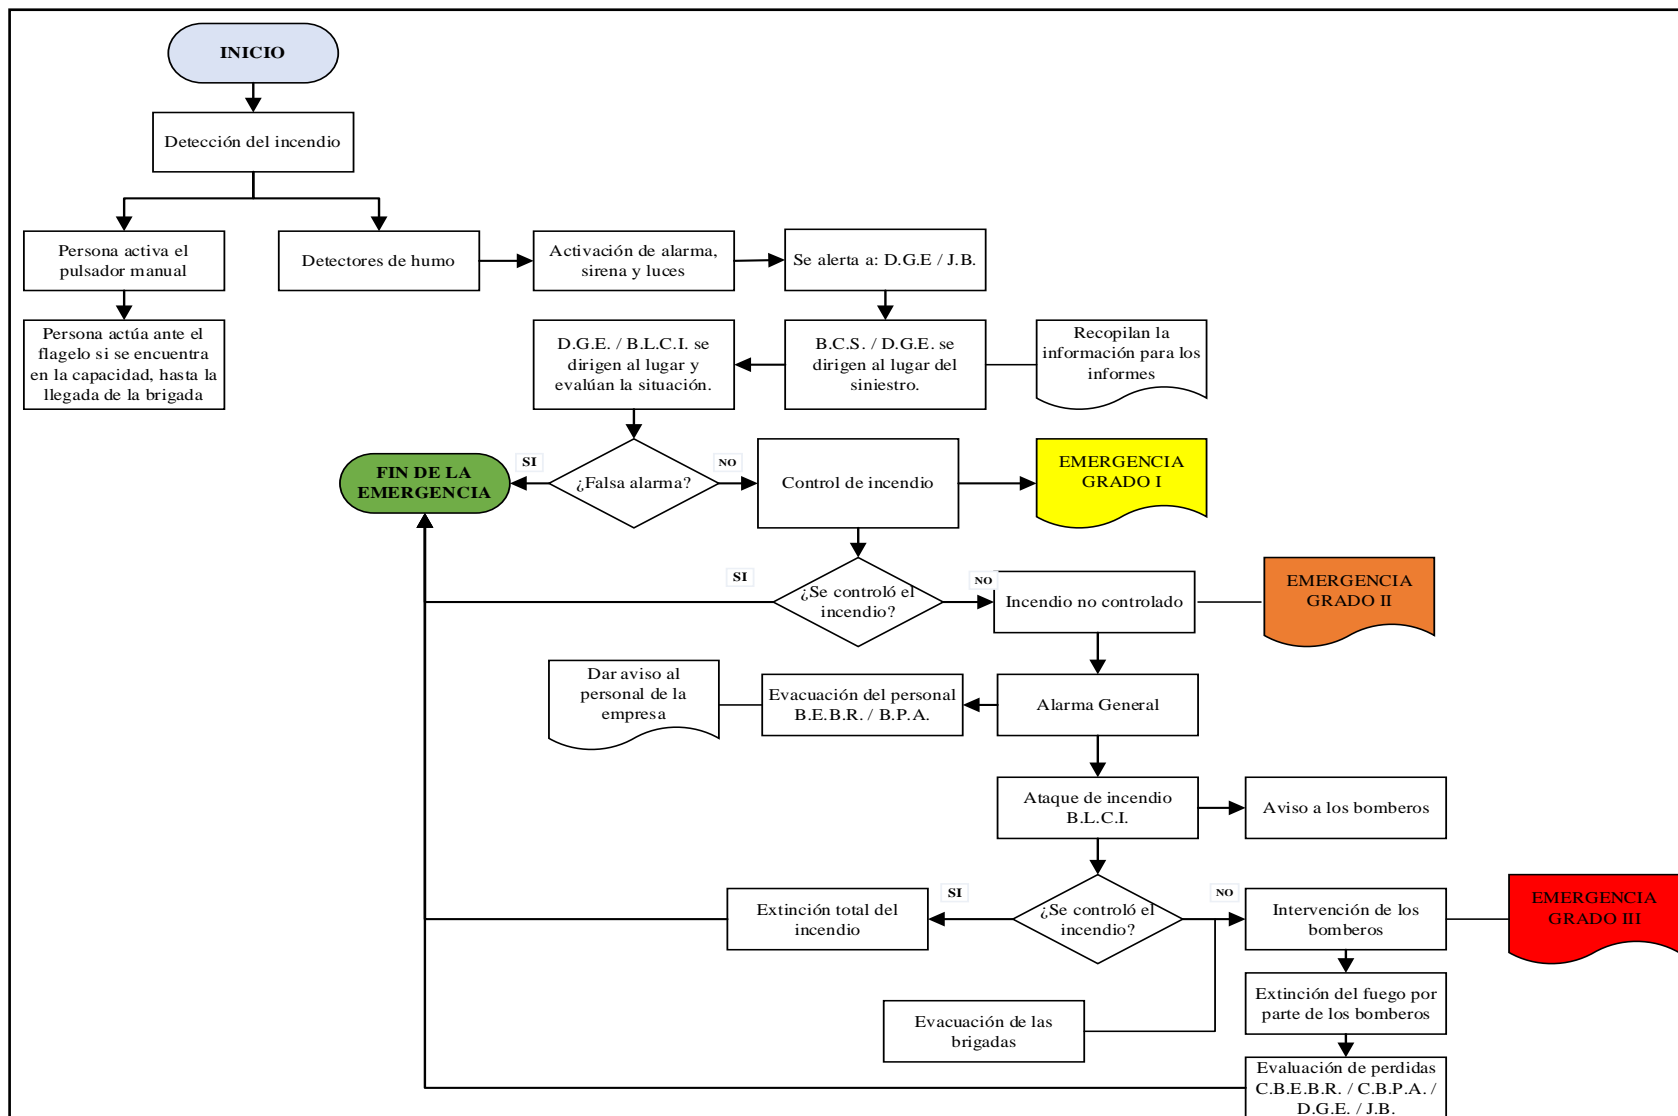 INICIO
Detección del incendio
Persona activa el
pulsador manual
Detectores de humo
Activación de alarma,
sirena y luces
Se alerta a: D.G.E / J.B.
Persona actúa ante el
flagelo si se encuentra
en la capacidad, hasta la
llegada de la brigada
D.G.E. / B.L.C.I. se
dirigen al lugar y
evalúan la situación.
B.C.S. / D.G.E. se
dirigen al lugar del
siniestro.
Recopilan la
información para los
informes
FIN DE LA
EMERGENCIA
SI
¿Falsa alarma?
NO
Control de incendio
EMERGENCIA
GRADO I
SI
¿Se controló el
incendio?
NO
Incendio no controlado
EMERGENCIA
GRADO II
Dar aviso al
personal de la
empresa
Evacuación del personal
B.E.B.R. / B.P.A.
Alarma General
Ataque de incendio
B.L.C.I.
Aviso a los bomberos
Extinción total del
incendio
SI
¿Se controló el
incendio?
NO
Intervención de los
bomberos
EMERGENCIA
GRADO III
Evacuación de las
brigadas
Extinción del fuego por
parte de los bomberos
Evaluación de perdidas
C.B.E.B.R. / C.B.P.A. /
D.G.E. / J.B.